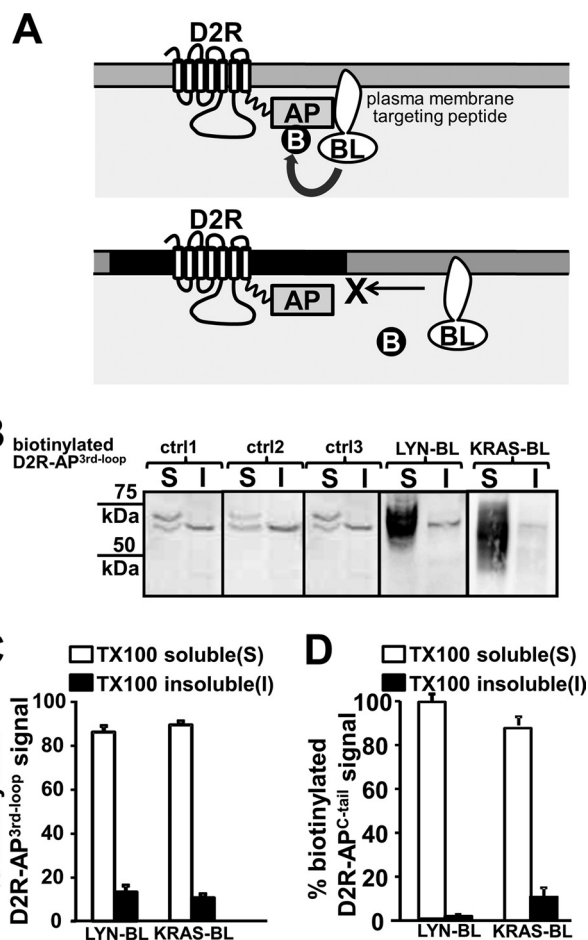 A
D2R
AP
B
BL
plasma membrane
targeting peptide
D2R
AP
X
B
BL
biotinylated
D2R-AP3rd-loop
ctrl1 ctrl2 ctrl3 LYN-BL KRAS-BL
S I S I S I S I S I
75
kDa
50
kDa
TX100 soluble(S)
TX100 insoluble(I)
D2R-AP3rd-loop signal
100
80
60
40
20
0
LYN-BL KRAS-BL
D
TX100 soluble(S)
TX100 insoluble(I)
% biotinylated
D2R-APC-tail signal
100
80
60
40
20
0
LYN-BL KRAS-BL